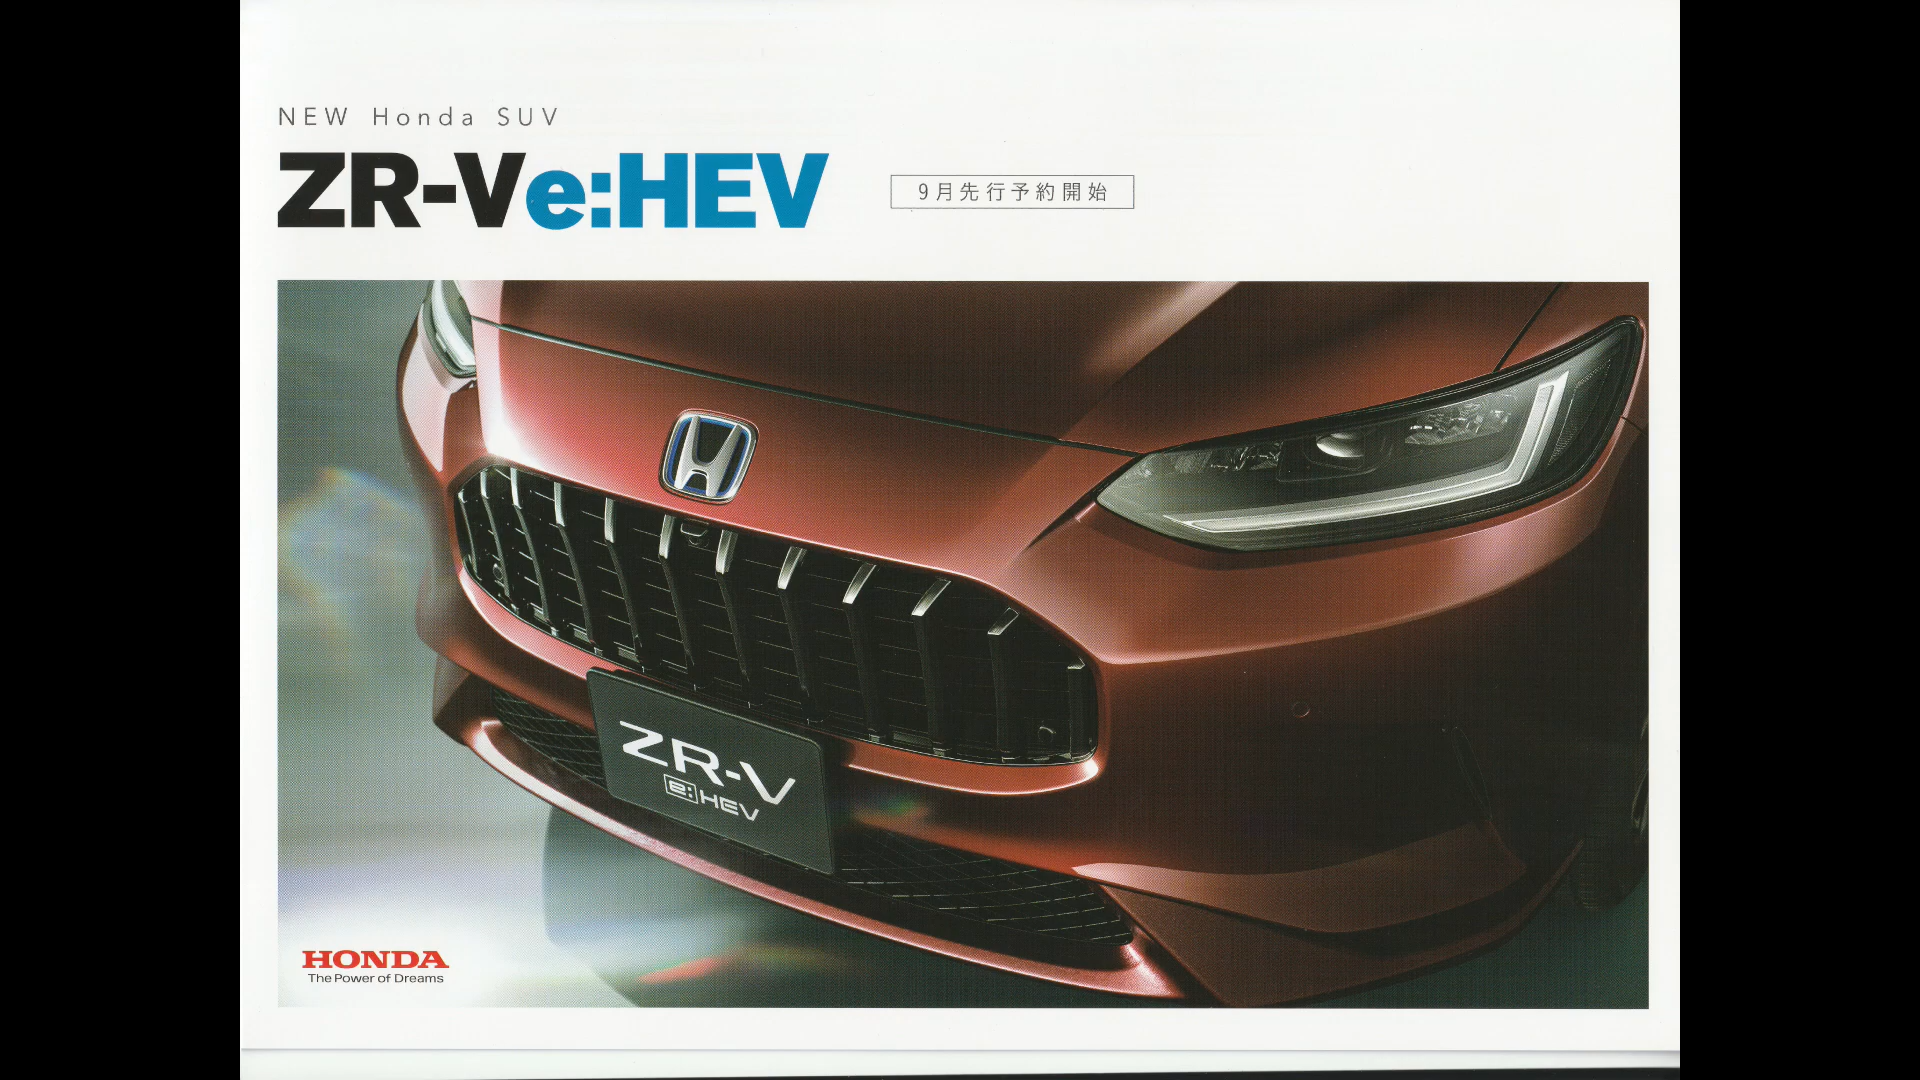 NEW Honda SUV
ZR-Ve:HEV
9月先行予約開始
ZR-V
e:HEV
HONDA
The Power of Dreams